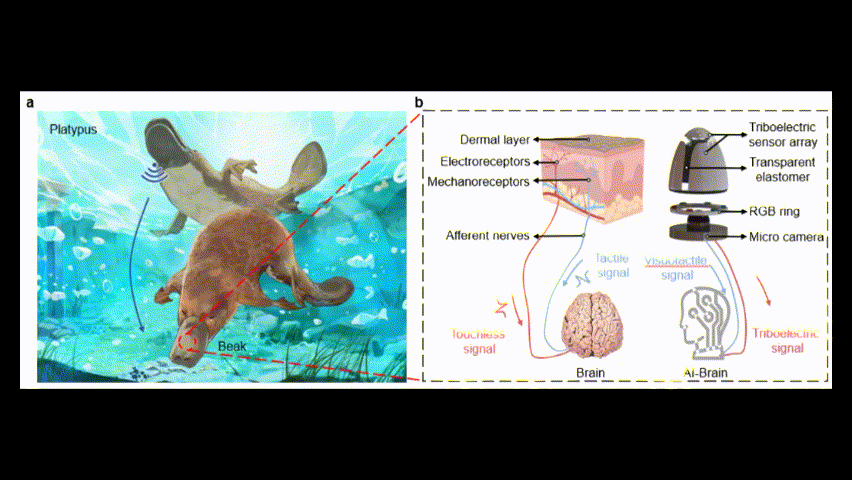 a
Platypus
Beak
b
Dermal layer
Electroreceptors
Mechanoreceptors
Afferent nerves
Tactile
signal
Touchless
signal
Brain
Triboelectric
sensor array
Transparent
elastomer
RGB ring
Micro camera
Visuotactile
signal
Triboelectric
signal
AI-Brain